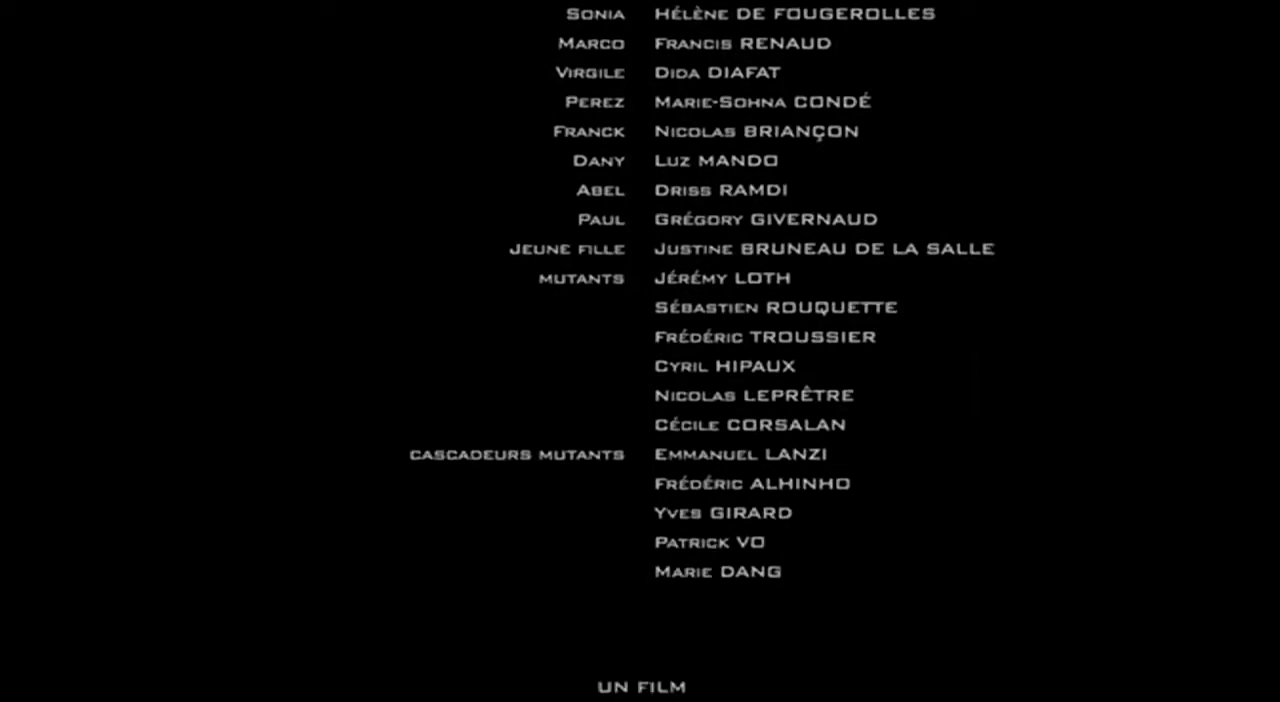 Sonia Hélène DE FOUGEROLLES
Marco Francis RENAUD
Virgile Dida DIAFAT
Perez Marie-Sohna CONDÉ
Franck Nicolas BRIANÇON
Dany Luz MANDO
Abel Driss RAMDI
Paul Grégory GIVERNAUD
Jeune fille Justine BRUNEAU DE LA SALLE
mutants Jérémy LOTH
Sébastien ROUQUETTE
Frédéric TROUSSIER
Cyril HIPAUX
Nicolas LEPRÊTRE
Cécile CORSALAN
cascadeurs mutants Emmanuel LANZI
Frédéric ALHINHO
Yves GIRARD
Patrick VO
Marie DANG
UN FILM